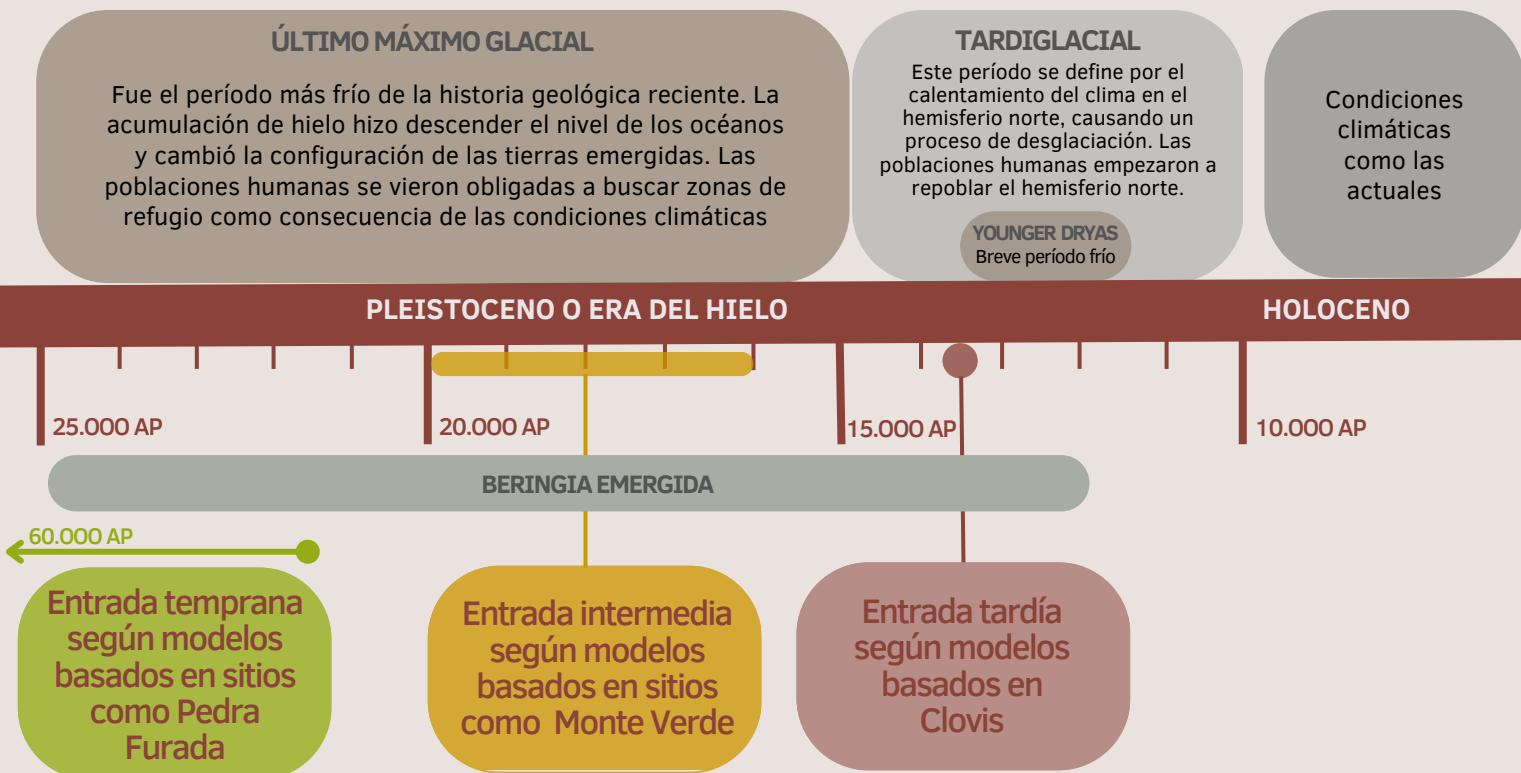 ÚLTIMO MÁXIMO GLACIAL
Fue el período más frío de la historia geológica reciente. La
acumulación de hielo hizo descender el nivel de los océanos
y cambió la configuración de las tierras emergidas. Las
poblaciones humanas se vieron obligadas a buscar zonas de
refugio como consecuencia de las condiciones climáticas
TARDIGLACIAL
Este período se define por el
calentamiento del clima en el
hemisferio norte, causando un
proceso de desglaciación. Las
poblaciones humanas empezaron a
repoblar el hemisferio norte.
YOUNGER DRYAS
Breve período frío
Condiciones
climáticas
como las
actuales
PLEISTOCENO O ERA DEL HIELO
HOLOCENO
25.000 AP
20.000 AP
15.000 AP
10.000 AP
BERINGIA EMERGIDA
60.000 AP
Entrada temprana
según modelos
basados en sitios
como Pedra
Furada
Entrada intermedia
según modelos
basados en sitios
como Monte Verde
Entrada tardía
según modelos
basados en
Clovis